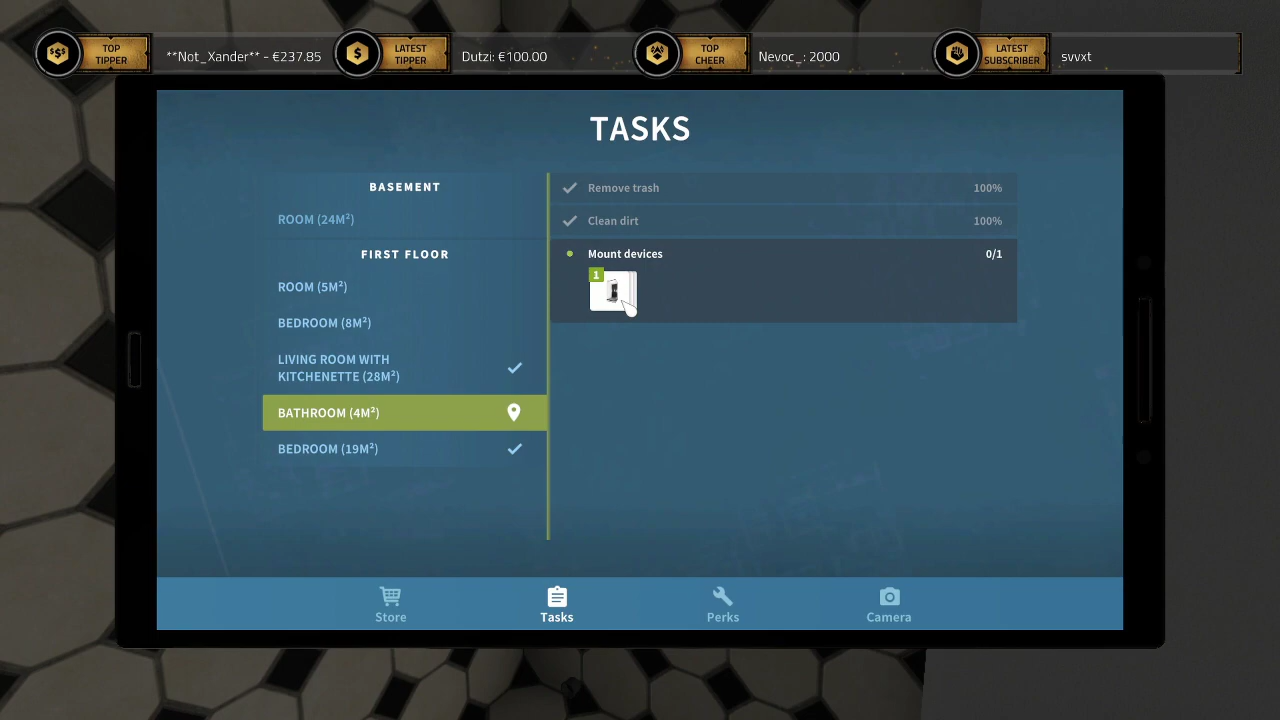 TOP TIPPER
**Not_Xander** - €237.85
LATEST TIPPER
Dutzi: €100.00
TOP CHEER
Nevoc_: 2000
LATEST SUBSCRIBER
svvxt
TASKS
BASEMENT
ROOM (24M²)
FIRST FLOOR
ROOM (5M²)
BEDROOM (8M²)
LIVING ROOM WITH
KITCHENETTE (28M²)
BATHROOM (4M²)
BEDROOM (19M²)
Remove trash 100%
Clean dirt 100%
Mount devices 0/1
1
Store
Tasks
Perks
Camera